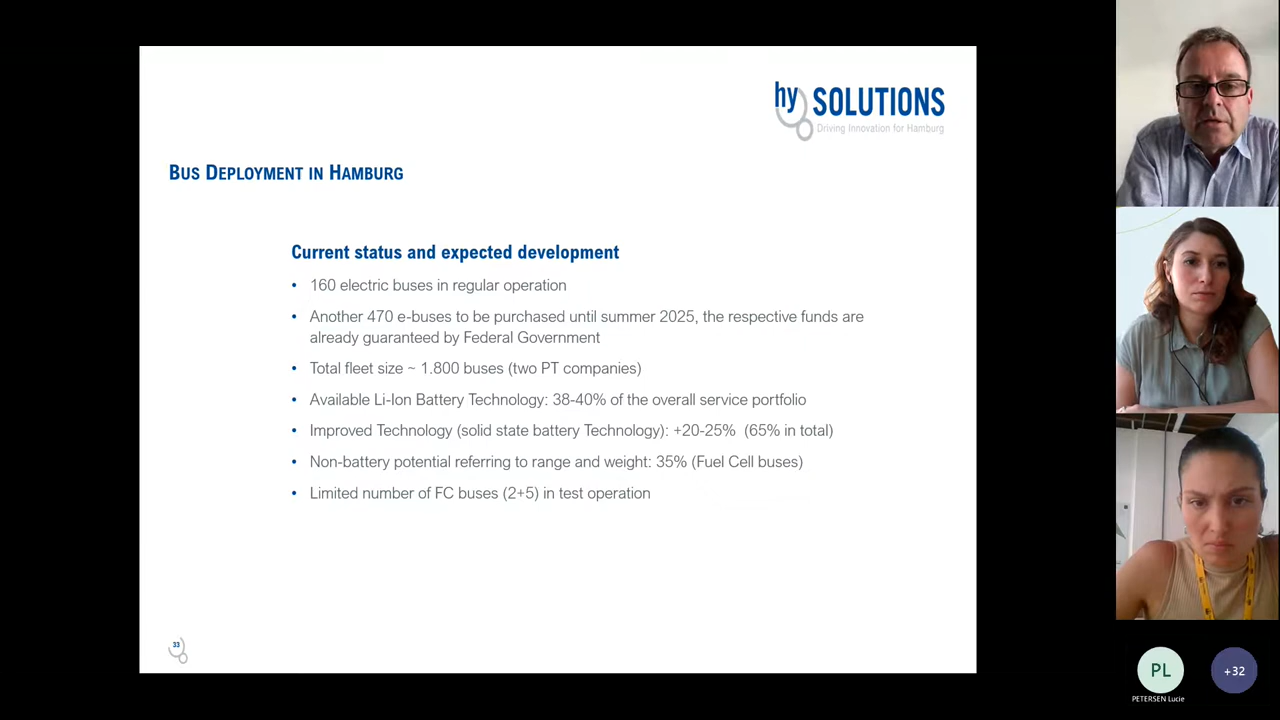 hy SOLUTIONS
Driving Innovation for Hamburg
BUS DEPLOYMENT IN HAMBURG
Current status and expected development
• 160 electric buses in regular operation
• Another 470 e-buses to be purchased until summer 2025, the respective funds are
already guaranteed by Federal Government
• Total fleet size ~ 1.800 buses (two PT companies)
• Available Li-Ion Battery Technology: 38-40% of the overall service portfolio
• Improved Technology (solid state battery Technology): +20-25% (65% in total)
• Non-battery potential referring to range and weight: 35% (Fuel Cell buses)
• Limited number of FC buses (2+5) in test operation
33
PL
+32
PETERSEN Lucie